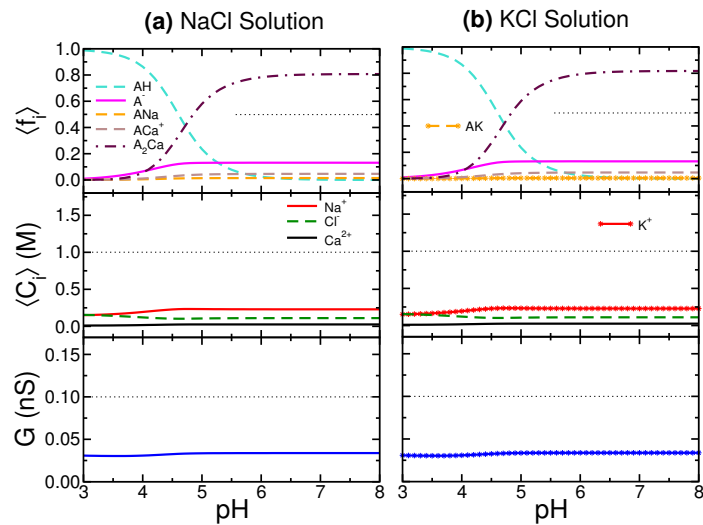 (a) NaCl Solution
(b) KCl Solution
⟨fᵢ⟩
1.0
0.8
0.6
0.4
0.2
0.0
AH
A⁻
ANa
ACa⁺
A₂Ca
AK
⟨Cᵢ⟩ (M)
1.5
1.0
0.5
0.0
Na⁺
Cl⁻
Ca²⁺
K⁺
G (nS)
0.15
0.10
0.05
0.00
3 4 5 6 7 8
3 4 5 6 7 8
pH
pH